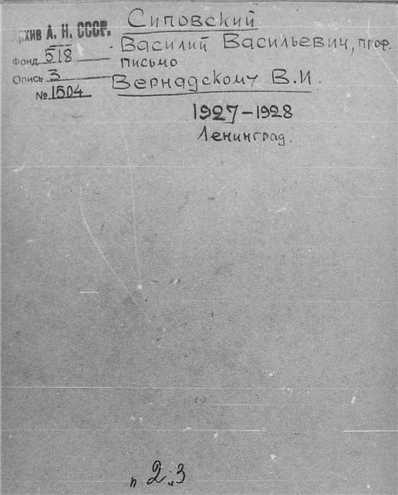 Сиповский
хив А. Н. СССР.
Василий Васильевич, проф.
Фонд 518
письмо
Опись 3
Вернадскому В.И.
№ 1504
1927-1928
Ленинград.
л 2 и 3